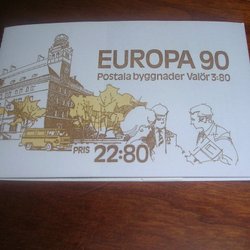 EUROPA 90
Postala byggnader Valör 3:80
PRIS 22:80